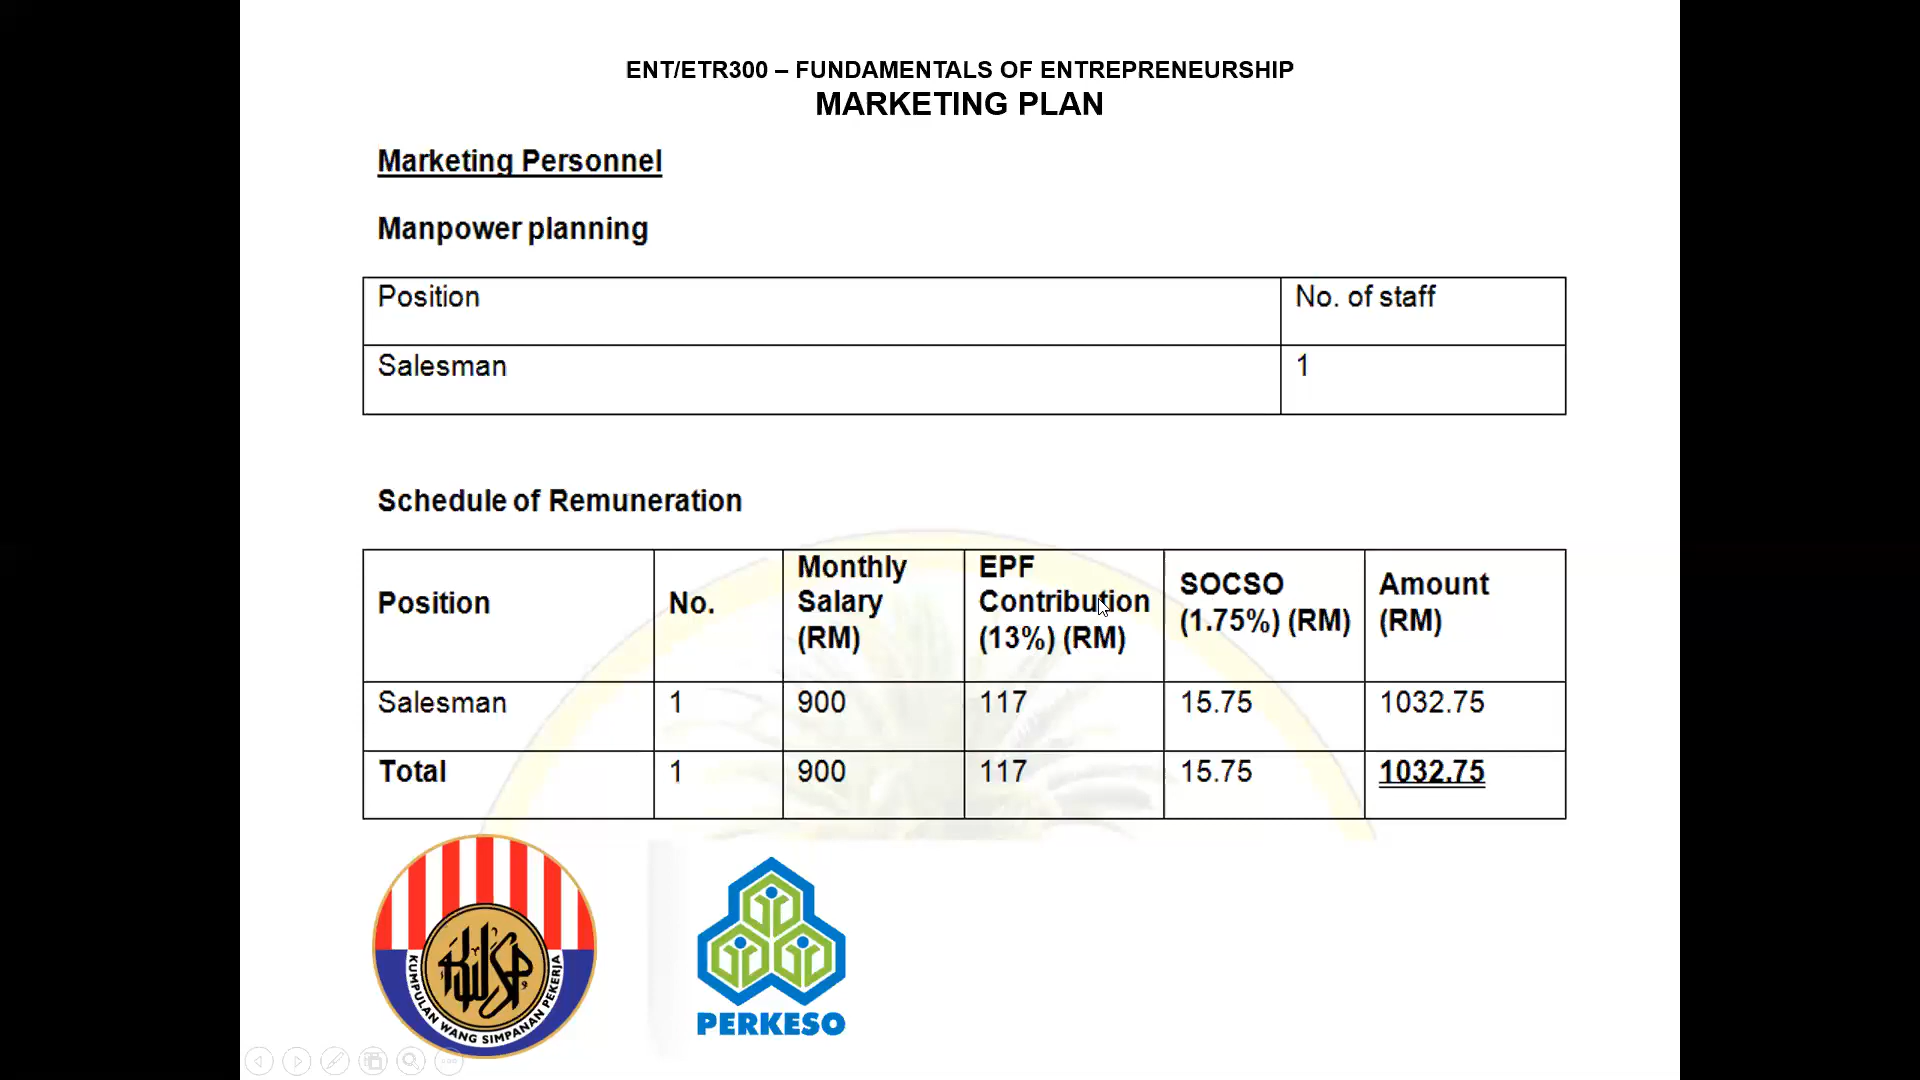 ENT/ETR300 – FUNDAMENTALS OF ENTREPRENEURSHIP
MARKETING PLAN
Marketing Personnel
Manpower planning
Position No. of staff
Salesman 1
Schedule of Remuneration
Position No. Monthly Salary (RM) EPF Contribution (13%) (RM) SOCSO (1.75%) (RM) Amount (RM)
Salesman 1 900 117 15.75 1032.75
Total 1 900 117 15.75 1032.75
KUMPULAN WANG SIMPANAN PEKERJA
PERKESO